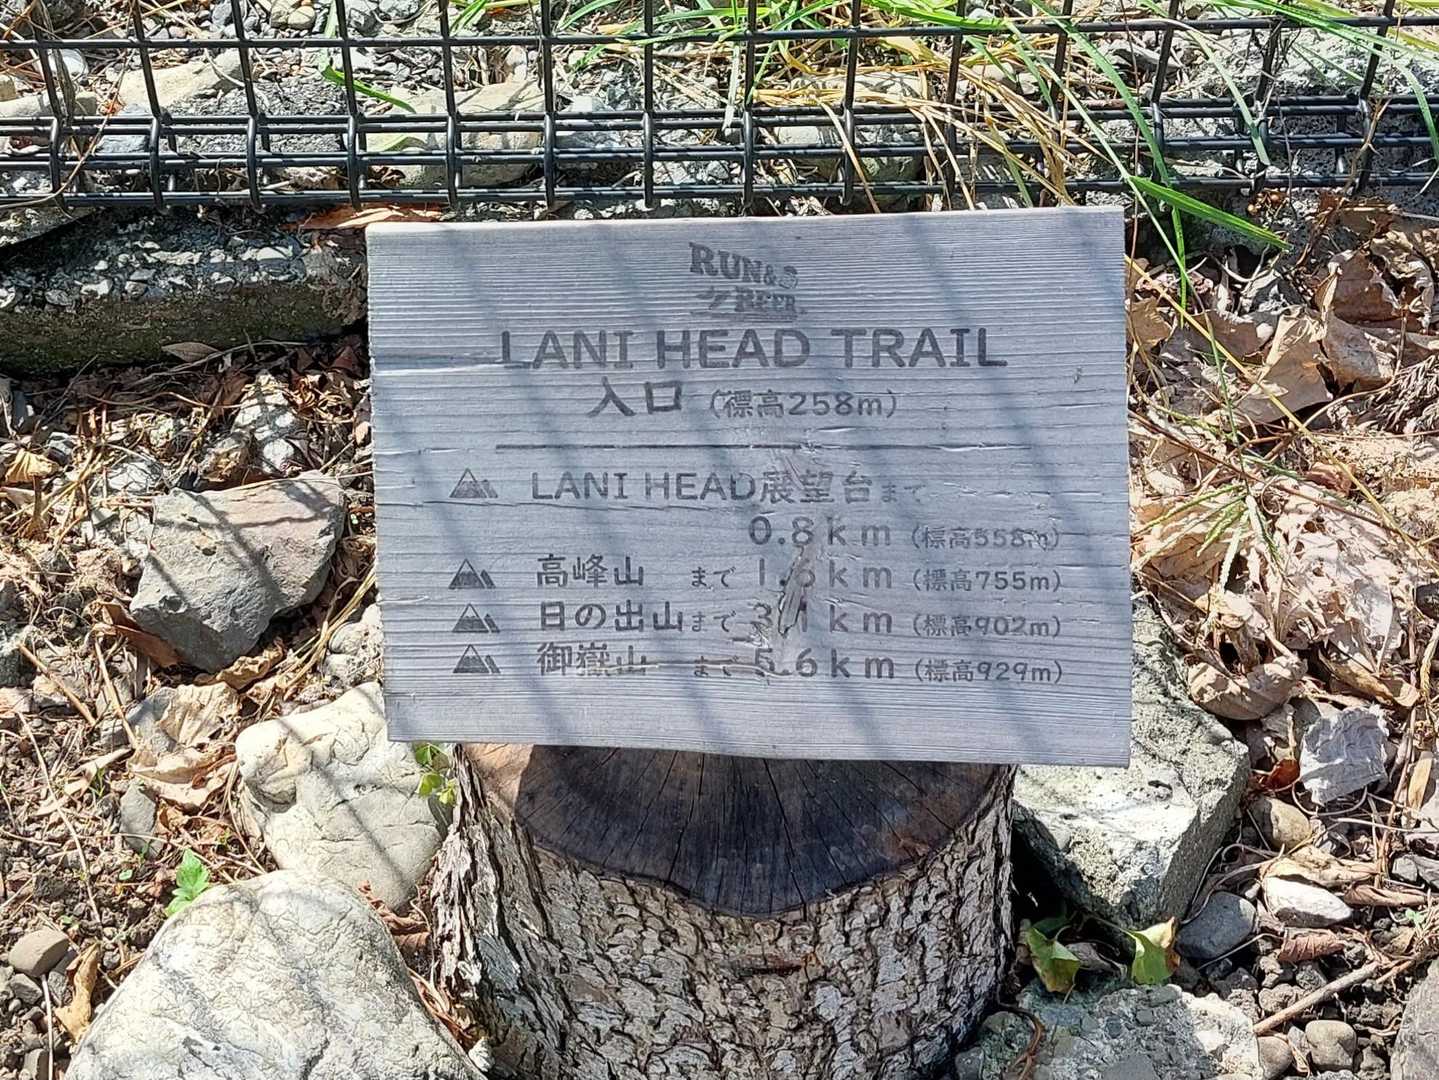 RUN&
BEER
LANI HEAD TRAIL
入口 (標高258m)
LANI HEAD展望台まで
0.8km (標高558m)
高峰山 まで 1.6km (標高755m)
日の出山まで 3.1km (標高902m)
御嶽山 まで 5.6km (標高929m)